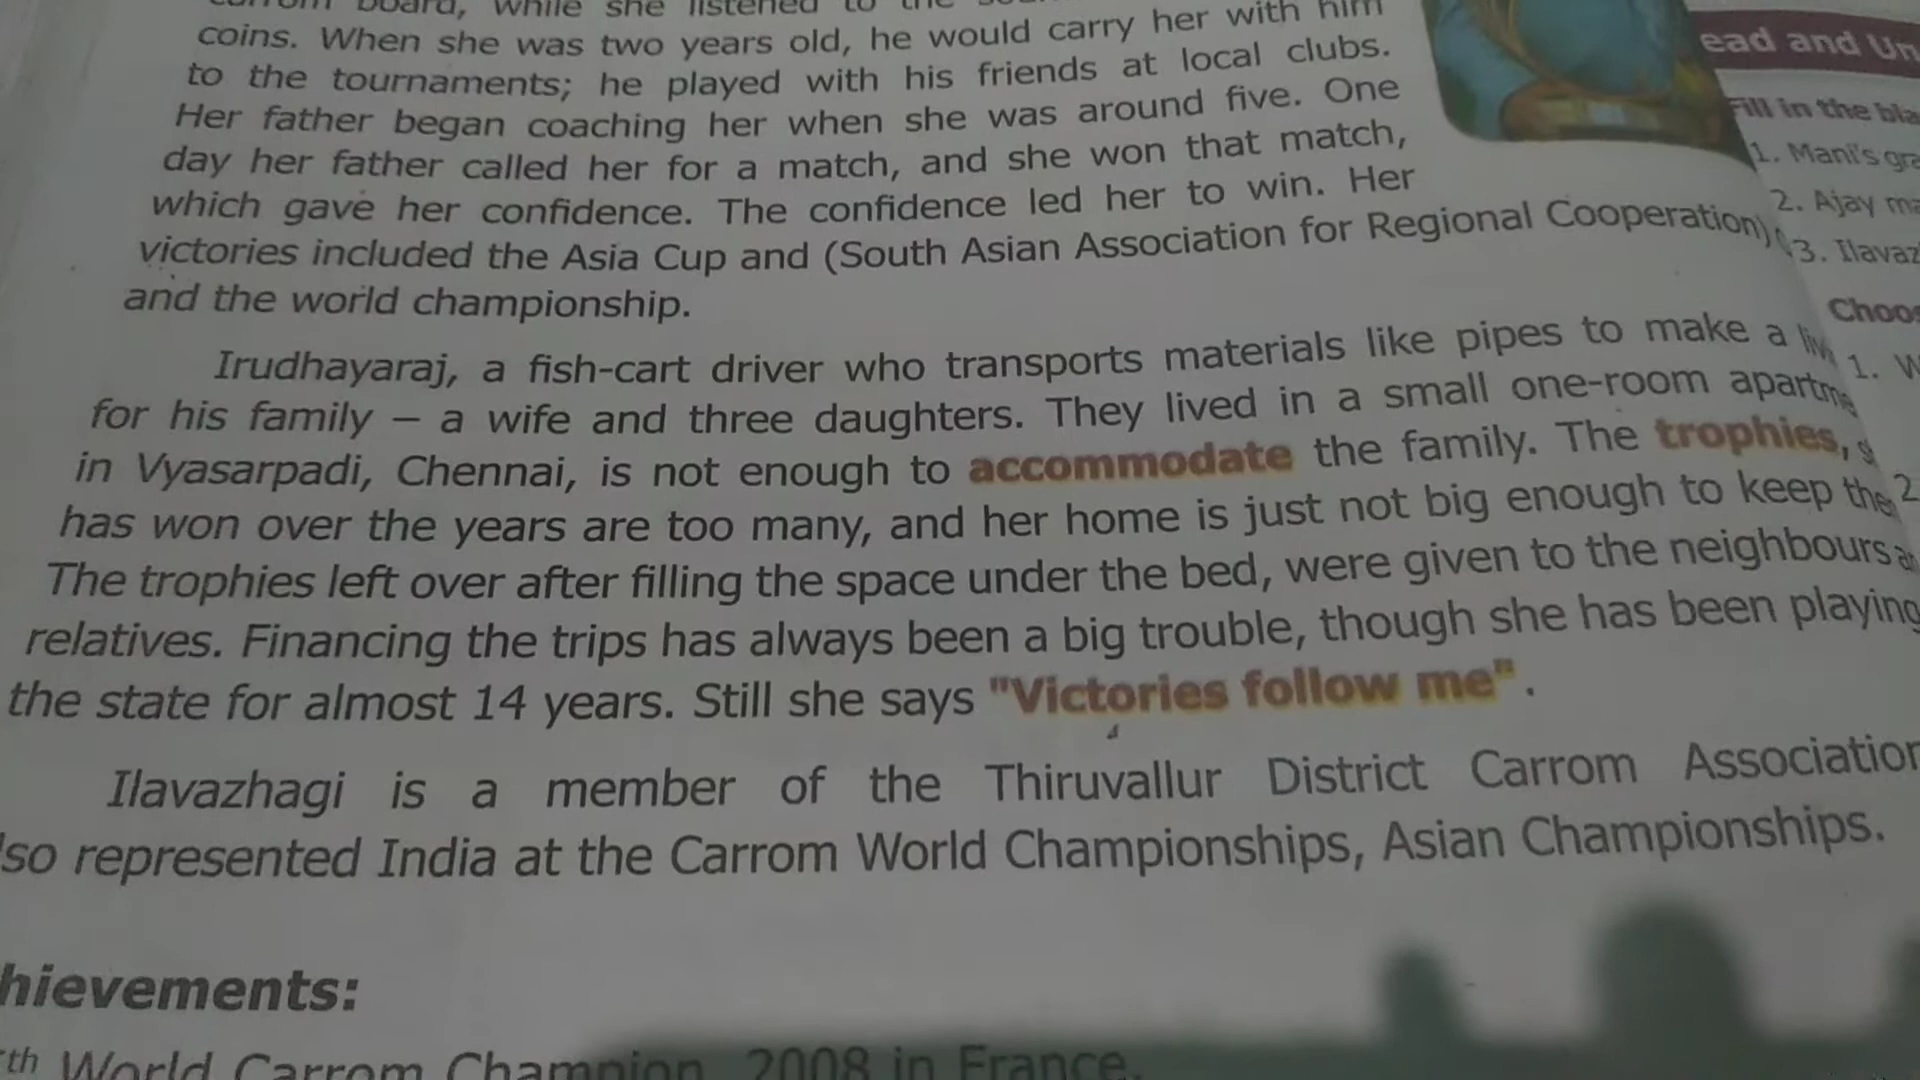 board, while she listened to the
coins. When she was two years old, he would carry her with him
to the tournaments; he played with his friends at local clubs.
Her father began coaching her when she was around five. One
day her father called her for a match, and she won that match,
which gave her confidence. The confidence led her to win. Her
victories included the Asia Cup and (South Asian Association for Regional Cooperation)
and the world championship.
Irudhayaraj, a fish-cart driver who transports materials like pipes to make a
for his family – a wife and three daughters. They lived in a small one-room apartme
in Vyasarpadi, Chennai, is not enough to accommodate the family. The trophies, s
has won over the years are too many, and her home is just not big enough to keep the
The trophies left over after filling the space under the bed, were given to the neighbours
relatives. Financing the trips has always been a big trouble, though she has been playing
the state for almost 14 years. Still she says "Victories follow me".
Ilavazhagi is a member of the Thiruvallur District Carrom Association
lso represented India at the Carrom World Championships, Asian Championships.
hievements:
th World Carrom Champion, 2008 in France.
ead and Un
Fill in the bla
1. Mani's gra
2. Ajay ma
3. Ilavaz
Choos
1. W
2